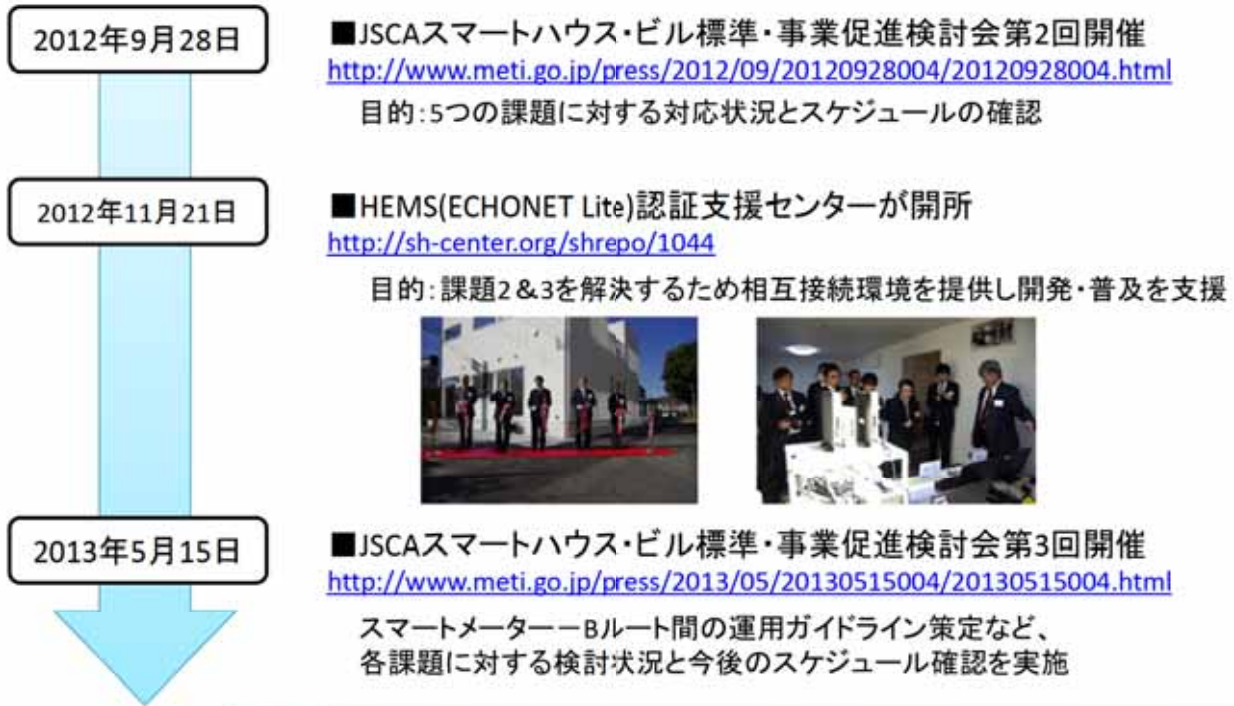 2012年9月28日
■JSCAスマートハウス・ビル標準・事業促進検討会第2回開催
http://www.meti.go.jp/press/2012/09/20120928004/20120928004.html
目的：5つの課題に対する対応状況とスケジュールの確認
2012年11月21日
■HEMS(ECHONET Lite)認証支援センターが開所
http://sh-center.org/shrepo/1044
目的：課題2＆3を解決するため相互接続環境を提供し開発・普及を支援
2013年5月15日
■JSCAスマートハウス・ビル標準・事業促進検討会第3回開催
http://www.meti.go.jp/press/2013/05/20130515004/20130515004.html
スマートメーターーBルート間の運用ガイドライン策定など、
各課題に対する検討状況と今後のスケジュール確認を実施